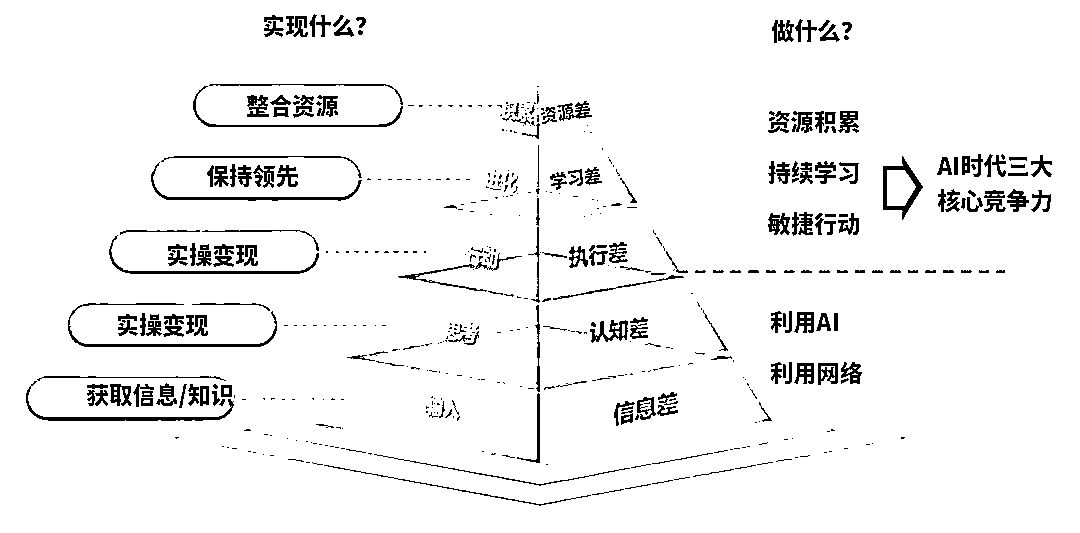 实现什么?
做什么?
整合资源
积累
资源差
资源积累
保持领先
进化
学习差
持续学习
AI时代三大
核心竞争力
敏捷行动
实操变现
行动
执行差
实操变现
思考
认知差
利用AI
利用网络
获取信息/知识
输入
信息差